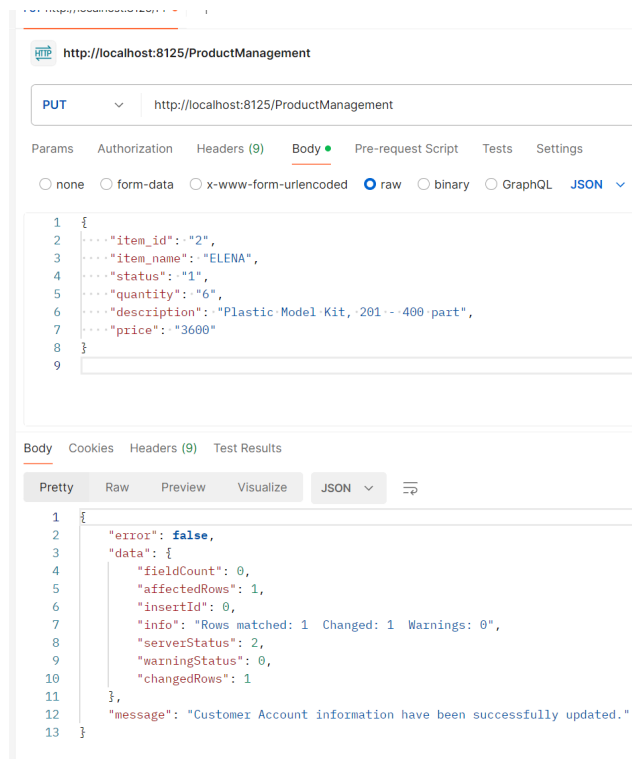 HTTP http://localhost:8125/ProductManagement
PUT http://localhost:8125/ProductManagement
Params Authorization Headers (9) Body Pre-request Script Tests Settings
none form-data x-www-form-urlencoded raw binary GraphQL JSON
1 {
2 "item_id": "2",
3 "item_name": "ELENA",
4 "status": "1",
5 "quantity": "6",
6 "description": "Plastic Model Kit, 201 - 400 part",
7 "price": "3600"
8 }
9
Body Cookies Headers (9) Test Results
Pretty Raw Preview Visualize JSON
1 {
2 "error": false,
3 "data": {
4 "fieldCount": 0,
5 "affectedRows": 1,
6 "insertId": 0,
7 "info": "Rows matched: 1  Changed: 1  Warnings: 0",
8 "serverStatus": 2,
9 "warningStatus": 0,
10 "changedRows": 1
11 },
12 "message": "Customer Account information have been successfully updated."
13 }